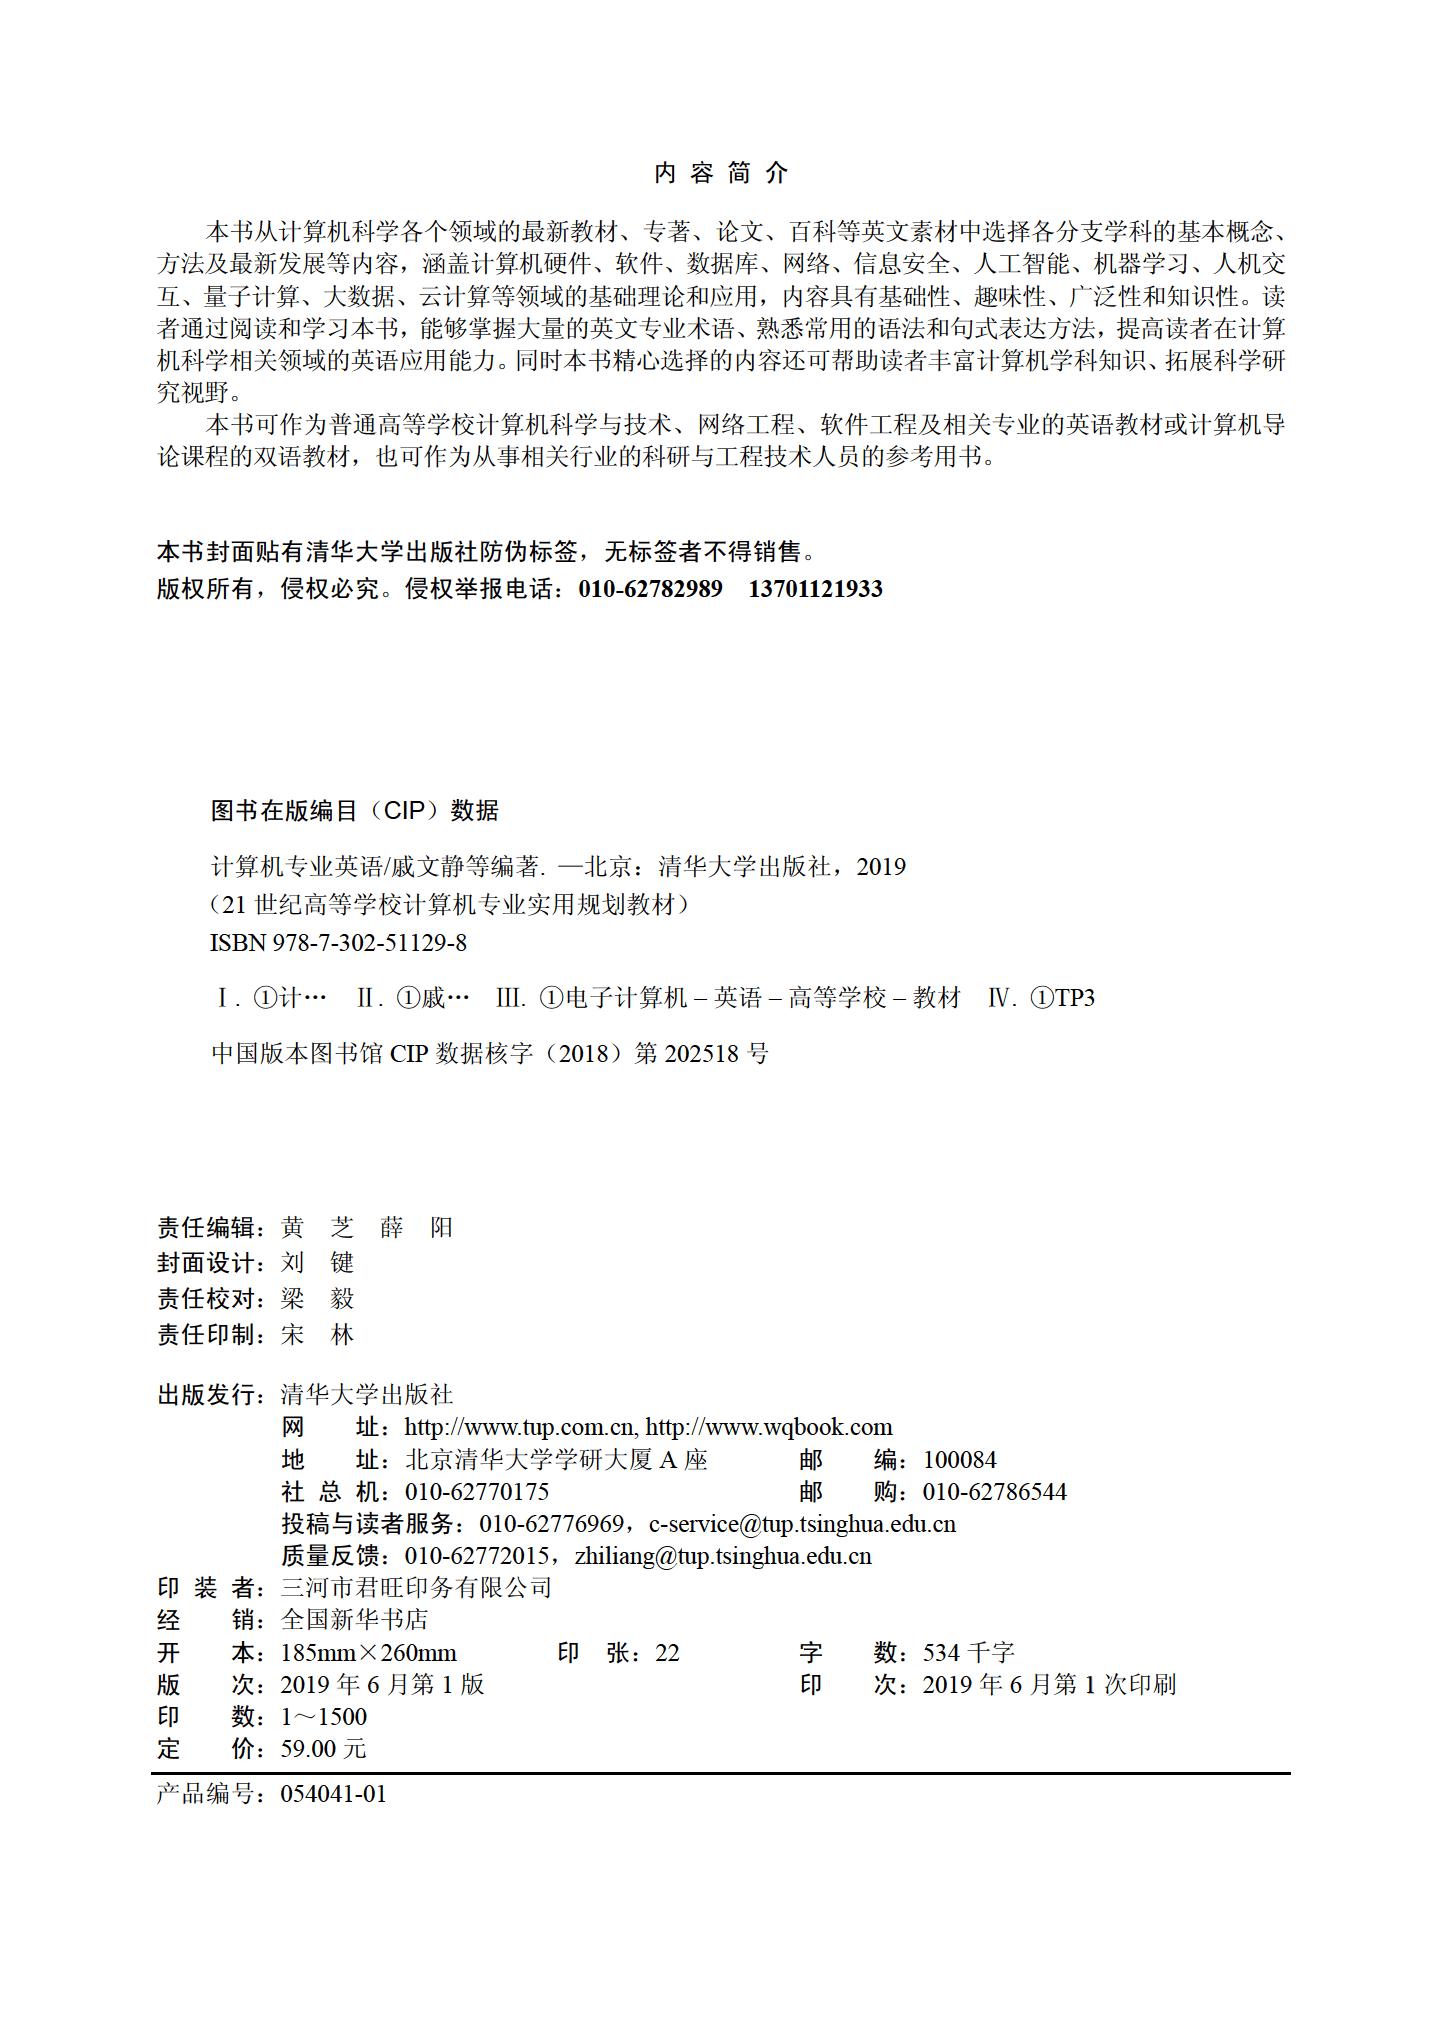 内 容 简 介
本书从计算机科学各个领域的最新教材、专著、论文、百科等英文素材中选择各分支学科的基本概念、
方法及最新发展等内容，涵盖计算机硬件、软件、数据库、网络、信息安全、人工智能、机器学习、人机交
互、量子计算、大数据、云计算等领域的基础理论和应用，内容具有基础性、趣味性、广泛性和知识性。读
者通过阅读和学习本书，能够掌握大量的英文专业术语、熟悉常用的语法和句式表达方法，提高读者在计算
机科学相关领域的英语应用能力。同时本书精心选择的内容还可帮助读者丰富计算机学科知识、拓展科学研
究视野。
本书可作为普通高等学校计算机科学与技术、网络工程、软件工程及相关专业的英语教材或计算机导
论课程的双语教材，也可作为从事相关行业的科研与工程技术人员的参考用书。
本书封面贴有清华大学出版社防伪标签，无标签者不得销售。
版权所有，侵权必究。侵权举报电话：010-62782989 13701121933
图书在版编目（CIP）数据
计算机专业英语/戚文静等编著. —北京：清华大学出版社，2019
（21 世纪高等学校计算机专业实用规划教材）
ISBN 978-7-302-51129-8
Ⅰ. ①计… Ⅱ. ①戚… Ⅲ. ①电子计算机 – 英语 – 高等学校 – 教材 Ⅳ. ①TP3
中国版本图书馆 CIP 数据核字（2018）第 202518 号
责任编辑：黄 芝 薛 阳
封面设计：刘 键
责任校对：梁 毅
责任印制：宋 林
出版发行：清华大学出版社
网 址：http://www.tup.com.cn, http://www.wqbook.com
地 址：北京清华大学学研大厦 A 座 邮 编：100084
社 总 机：010-62770175 邮 购：010-62786544
投稿与读者服务：010-62776969，c-service@tup.tsinghua.edu.cn
质量反馈：010-62772015，zhiliang@tup.tsinghua.edu.cn
印 装 者：三河市君旺印务有限公司
经 销：全国新华书店
开 本：185mm×260mm 印 张：22 字 数：534 千字
版 次：2019 年 6 月第 1 版 印 次：2019 年 6 月第 1 次印刷
印 数：1～1500
定 价：59.00 元
产品编号：054041-01